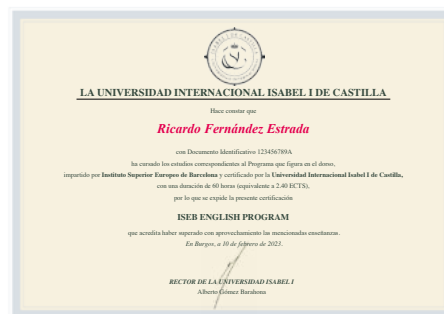 LA UNIVERSIDAD INTERNACIONAL ISABEL I DE CASTILLA
Hace constar que
Ricardo Fernández Estrada
con Documento Identificativo 123456789A
ha cursado los estudios correspondientes al Programa que figura en el dorso,
impartido por Instituto Superior Europeo de Barcelona y certificado por la Universidad Internacional Isabel I de Castilla,
con una duración de 60 horas (equivalente a 2.40 ECTS),
por lo que se expide la presente certificación
ISEB ENGLISH PROGRAM
que acredita haber superado con aprovechamiento las mencionadas enseñanzas.
En Burgos, a 10 de febrero de 2023.
RECTOR DE LA UNIVERSIDAD ISABEL I
Alberto Gómez Barahona